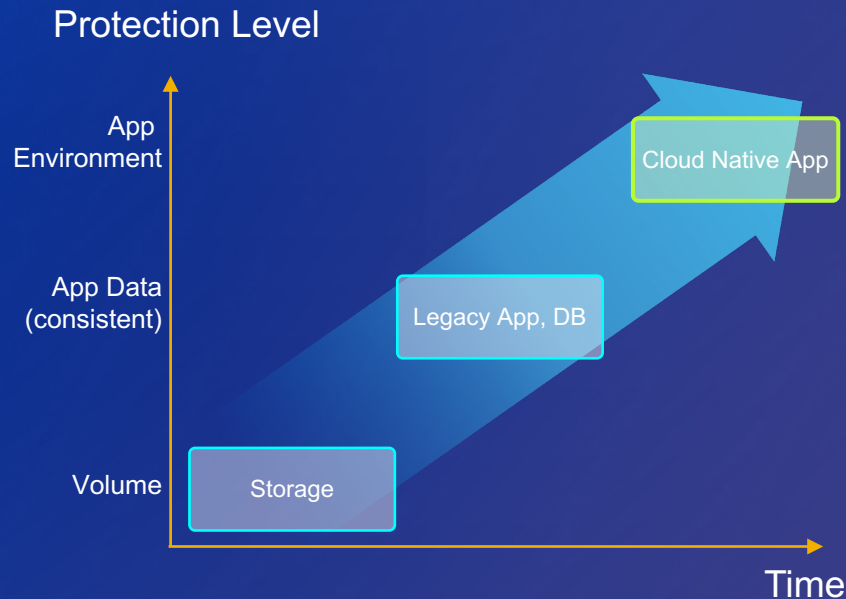 Protection Level
App
Environment
Cloud Native App
App Data
(consistent)
Legacy App, DB
Volume
Storage
Time